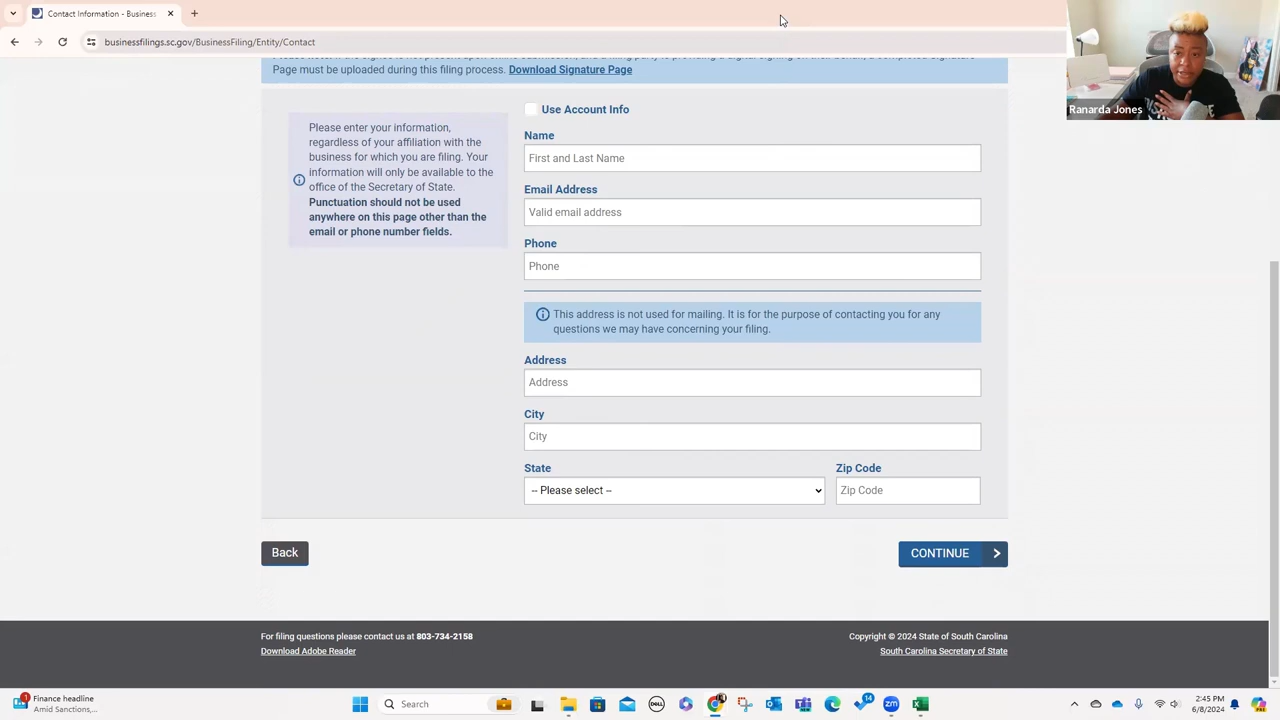 Contact Information - Business
businessfilings.sc.gov/BusinessFiling/Entity/Contact
Page must be uploaded during this filing process. Download Signature Page
Ranarda Jones
Please enter your information,
regardless of your affiliation with the
business for which you are filing. Your
information will only be available to the
office of the Secretary of State.
Punctuation should not be used
anywhere on this page other than the
email or phone number fields.
Use Account Info
Name
First and Last Name
Email Address
Valid email address
Phone
Phone
This address is not used for mailing. It is for the purpose of contacting you for any
questions we may have concerning your filing.
Address
Address
City
City
State
Zip Code
-- Please select --
Zip Code
Back
CONTINUE
For filing questions please contact us at 803-734-2158
Copyright © 2024 State of South Carolina
Download Adobe Reader
South Carolina Secretary of State
1
Finance headline
Amid Sanctions,...
Search
DELL
14
2:45 PM
6/8/2024